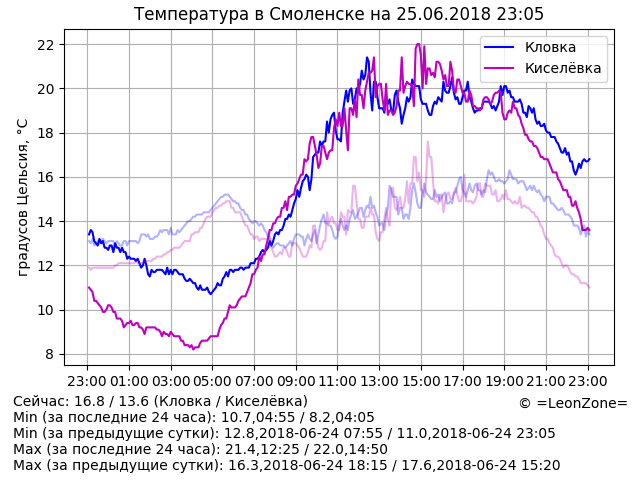 Температура в Смоленске на 25.06.2018 23:05
градусов Цельсия, °C
22
20
18
16
14
12
10
8
Кловка
Киселёвка
23:00 01:00 03:00 05:00 07:00 09:00 11:00 13:00 15:00 17:00 19:00 21:00 23:00
Сейчас: 16.8 / 13.6 (Кловка / Киселёвка)
© =LeonZone=
Min (за последние 24 часа): 10.7,04:55 / 8.2,04:05
Min (за предыдущие сутки): 12.8,2018-06-24 07:55 / 11.0,2018-06-24 23:05
Max (за последние 24 часа): 21.4,12:25 / 22.0,14:50
Max (за предыдущие сутки): 16.3,2018-06-24 18:15 / 17.6,2018-06-24 15:20